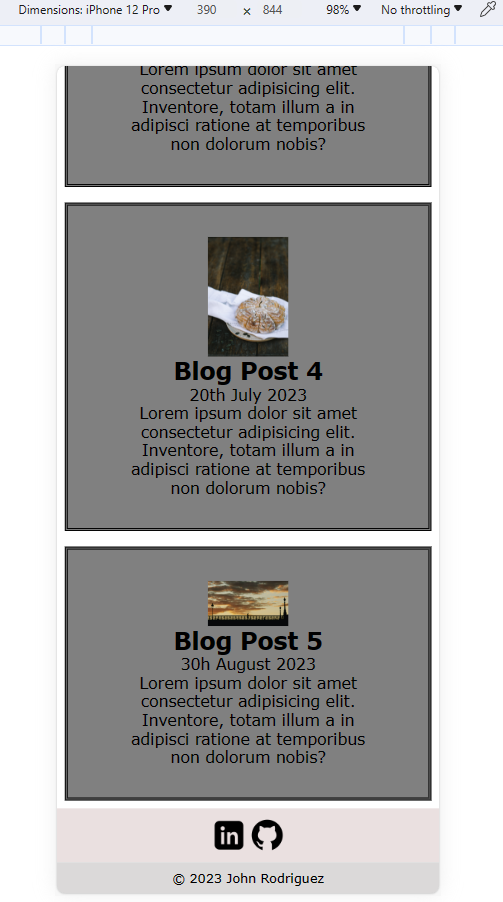 Dimensions: iPhone 12 Pro 390 × 844 98% No throttling
Lorem ipsum dolor sit amet
consectetur adipisicing elit.
Inventore, totam illum a in
adipisci ratione at temporibus
non dolorum nobis?
Blog Post 4
20th July 2023
Lorem ipsum dolor sit amet
consectetur adipisicing elit.
Inventore, totam illum a in
adipisci ratione at temporibus
non dolorum nobis?
Blog Post 5
30h August 2023
Lorem ipsum dolor sit amet
consectetur adipisicing elit.
Inventore, totam illum a in
adipisci ratione at temporibus
non dolorum nobis?
in
© 2023 John Rodriguez